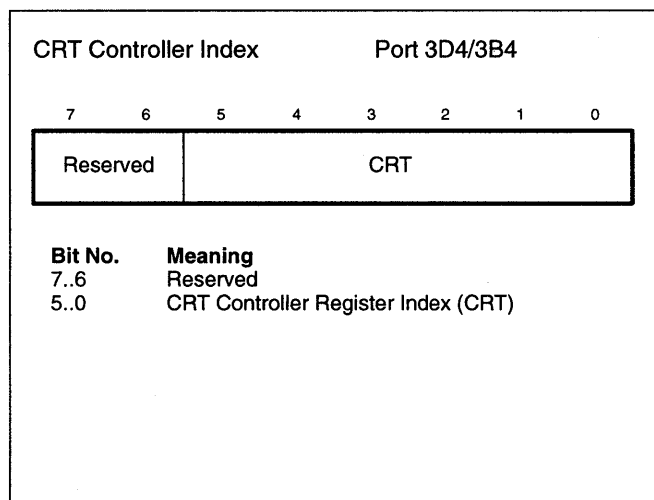 CRT Controller Index Port 3D4/3B4
7 6 5 4 3 2 1 0
Reserved CRT
Bit No. Meaning
7..6 Reserved
5..0 CRT Controller Register Index (CRT)